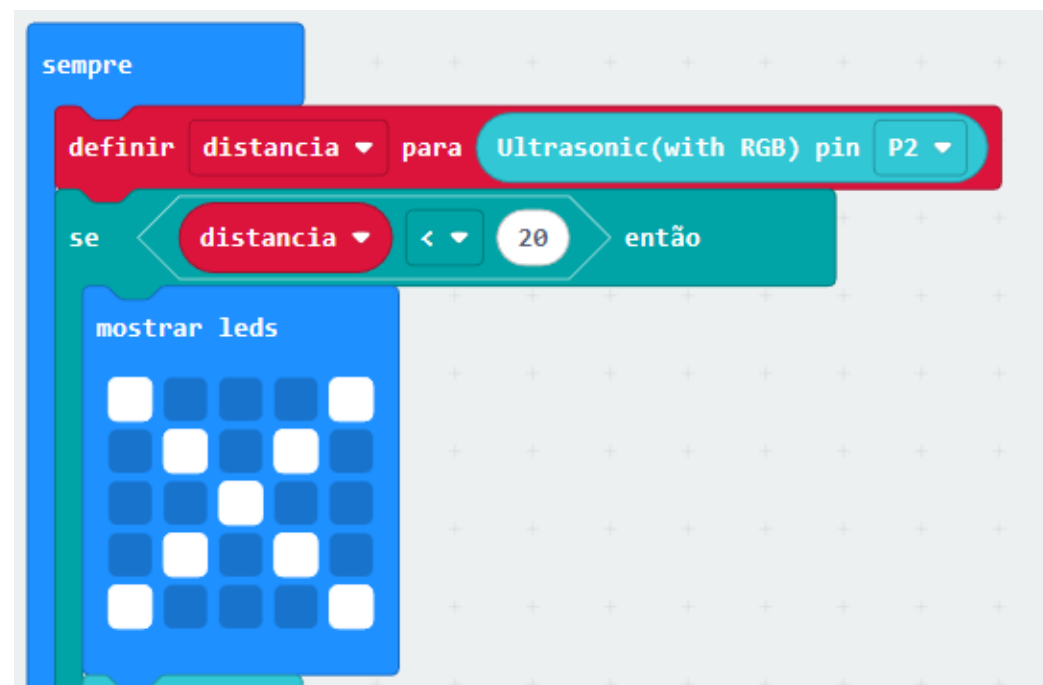 sempre
definir distancia para Ultrasonic(with RGB) pin P2
se distancia < 20 então
mostrar leds